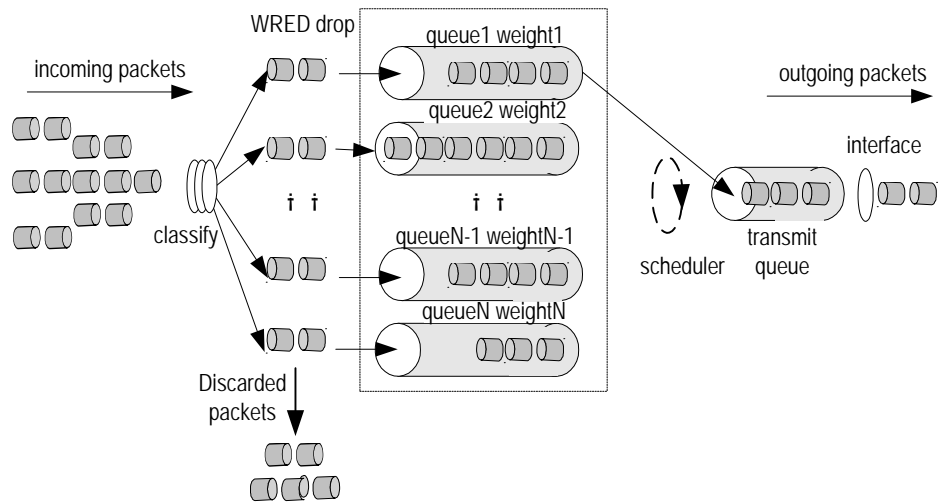 WRED drop
queue1 weight1
incoming packets
outgoing packets
queue2 weight2
interface
classify
queueN-1 weightN-1
scheduler
transmit
queue
queueN weightN
Discarded
packets